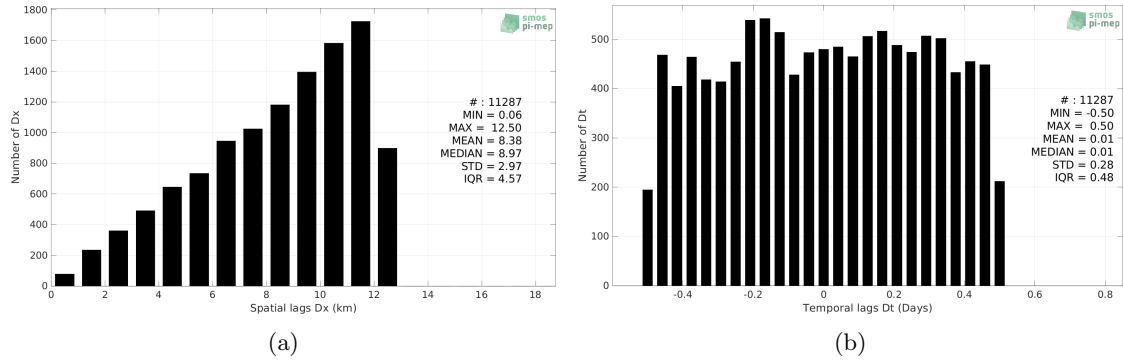 1800
1600
1400
1200
1000
800
600
400
200
0
Number of Dx
smos
pi-mep
# : 11287
MIN = 0.06
MAX = 12.50
MEAN = 8.38
MEDIAN = 8.97
STD = 2.97
IQR = 4.57
0 2 4 6 8 10 12 14 16 18
Spatial lags Dx (km)
(a)
500
400
300
200
100
0
Number of Dt
smos
pi-mep
# : 11287
MIN = -0.50
MAX = 0.50
MEAN = 0.01
MEDIAN = 0.01
STD = 0.28
IQR = 0.48
-0.4 -0.2 0 0.2 0.4 0.6 0.8
Temporal lags Dt (Days)
(b)